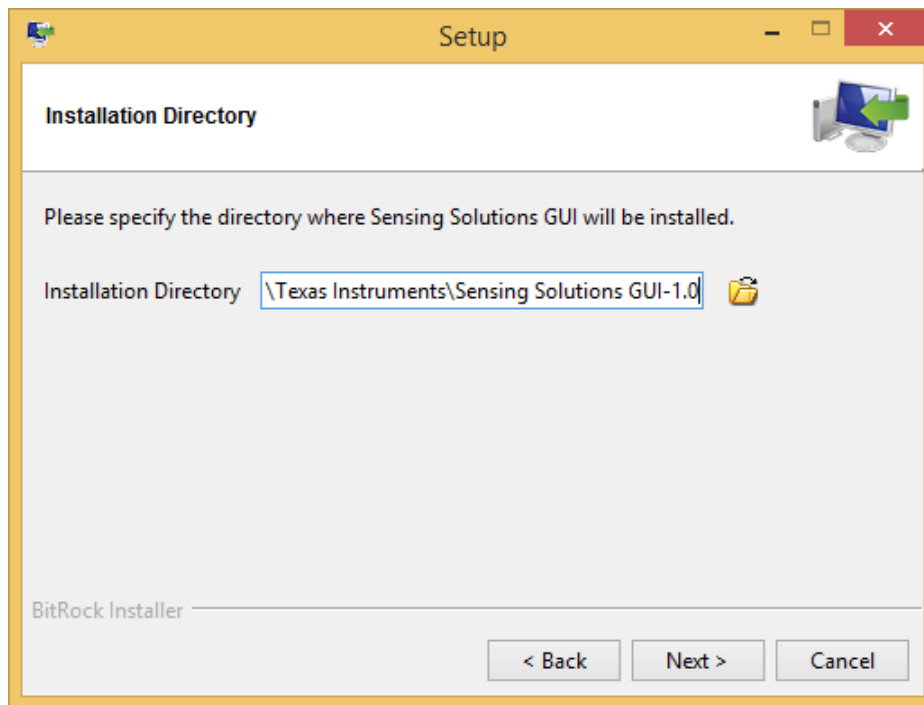 Setup
Installation Directory
Please specify the directory where Sensing Solutions GUI will be installed.
Installation Directory \Texas Instruments\Sensing Solutions GUI-1.0
BitRock Installer
< Back Next > Cancel